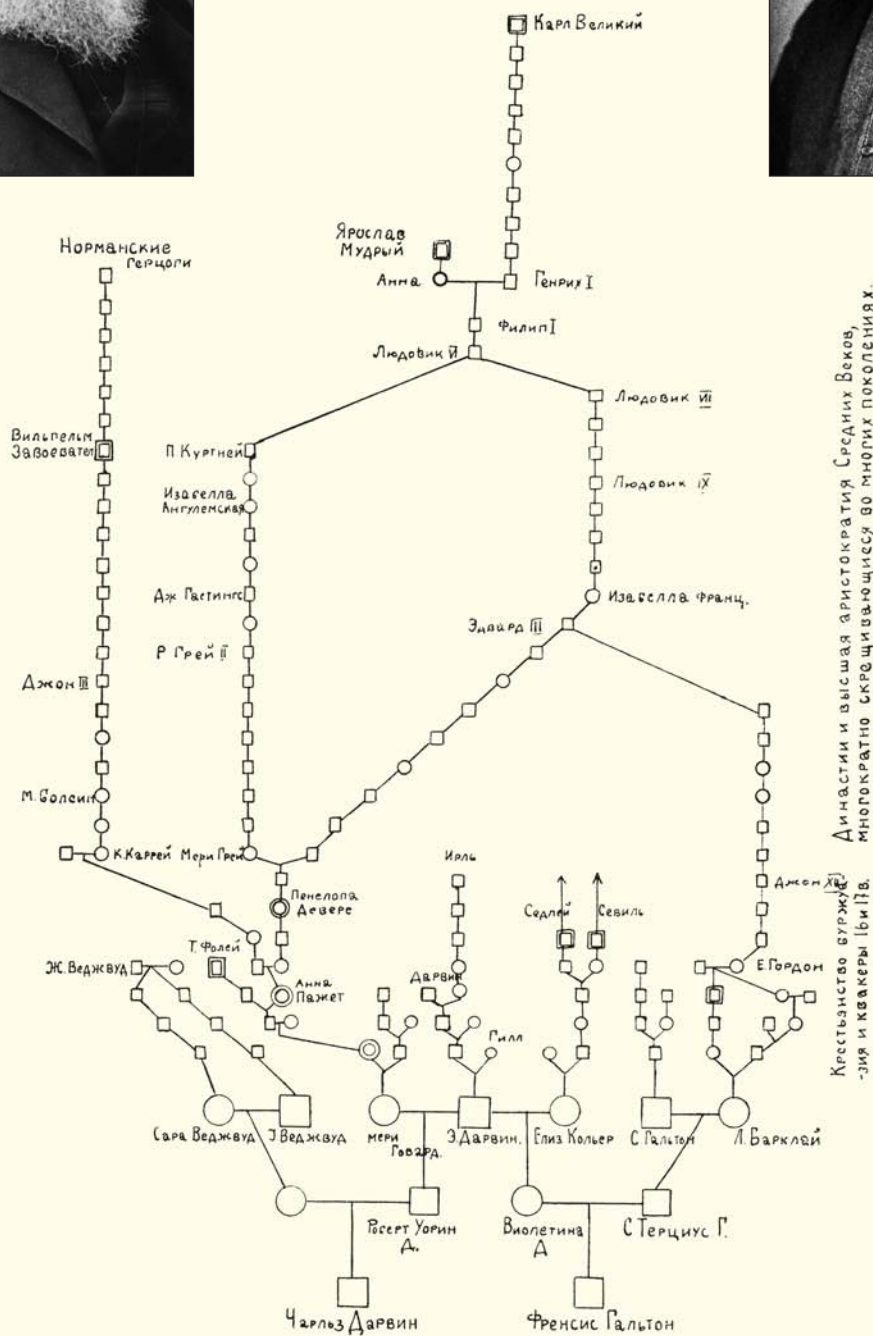 Карл Великий
Ярослав
Мудрый
Норманские
Герцоги
Анна
Генрих I
Филип I
Людовик VI
Людовик VII
Вильгельм
Завоевател
П. Куртней
Людовик IX
Изабелла
Ангулемская
Дж Гастингс
Изабелла Франц.
Эдвард III
Р Грей II
Джон III
М. Болейн
К. Каррей
Мери Грей
Ирль
Джон XII
Пенелопа
Девере
Седлей
Севиль
Т. Фолей
Ж. Веджвуд
Анна
Пажет
Дарвин
Е. Гордон
Гилл
Сара Веджвуд
J Веджвуд
мери
Говард.
Э. Дарвин.
Елиз Кольер
С. Гальтон
Л. Барклай
Роберт Уорин
Д.
Виолетина
Д
С Терциус Г.
Чарльз Дарвин
Френсис Гальтон
Династии и высшая аристократия Средних Веков,
многократно скрещивающиеся во многих поколениях.
Крестьянство буржуа-
-зия и квакеры 16 и 17в.